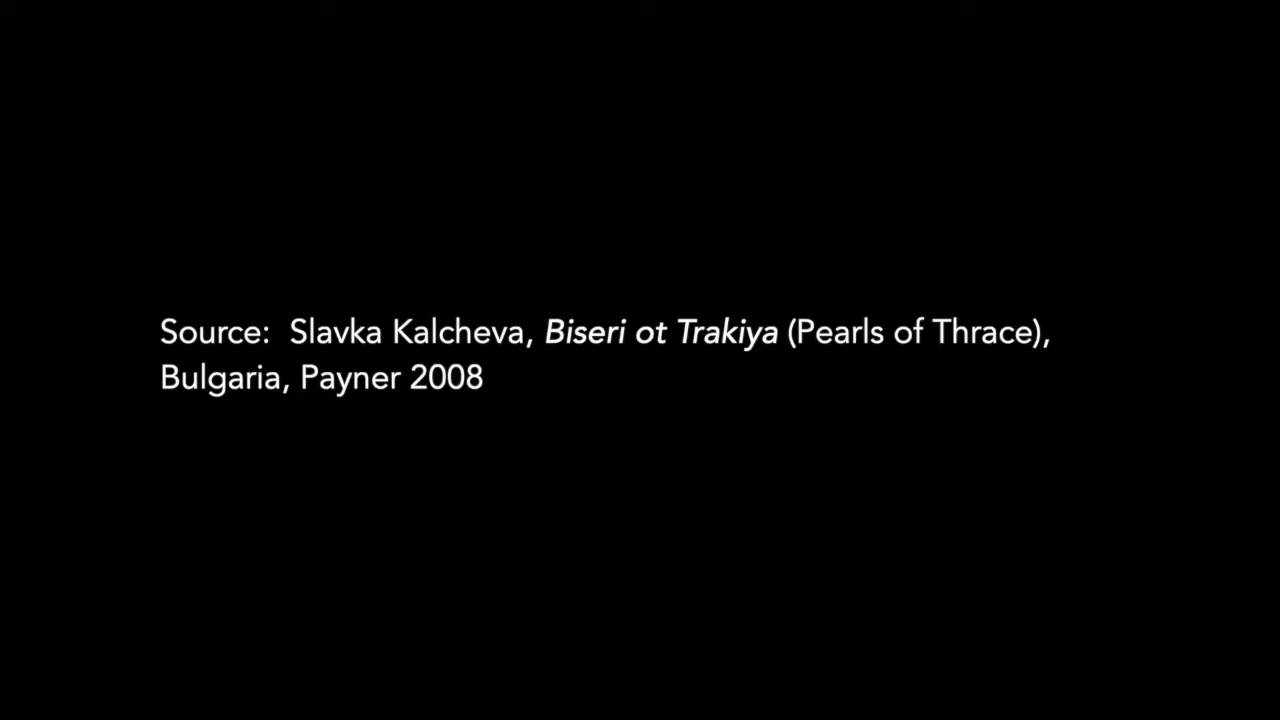 Source:  Slavka Kalcheva, Biseri ot Trakiya (Pearls of Thrace),
Bulgaria, Payner 2008